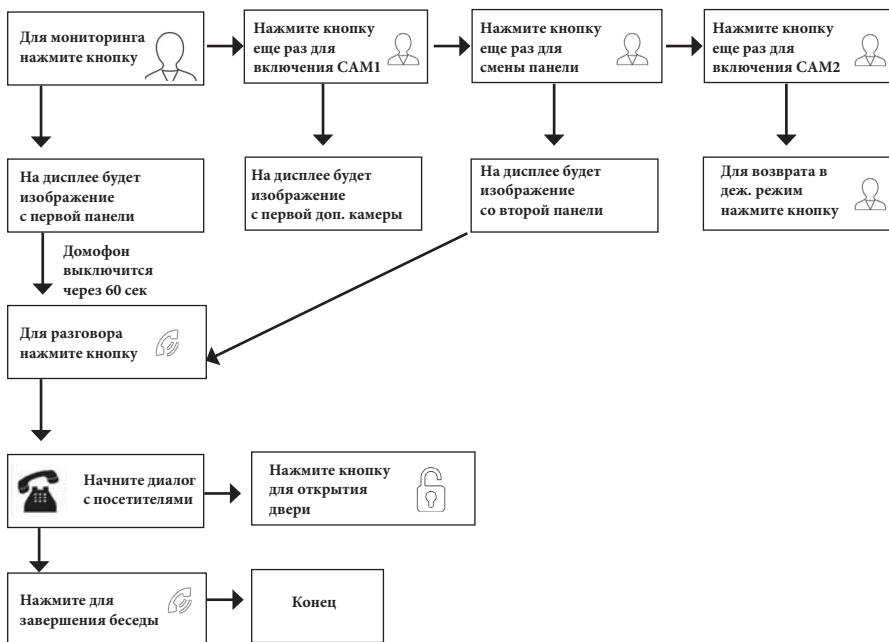 Для мониторинга
нажмите кнопку
Нажмите кнопку
еще раз для
включения CAM1
Нажмите кнопку
еще раз для
смены панели
Нажмите кнопку
еще раз для
включения CAM2
На дисплее будет
изображение
с первой панели
На дисплее будет
изображение
с первой доп. камеры
На дисплее будет
изображение
со второй панели
Для возврата в
деж. режим
нажмите кнопку
Домофон
выключится
через 60 сек
Для разговора
нажмите кнопку
Начните диалог
с посетителями
Нажмите кнопку
для открытия
двери
Нажмите для
завершения беседы
Конец